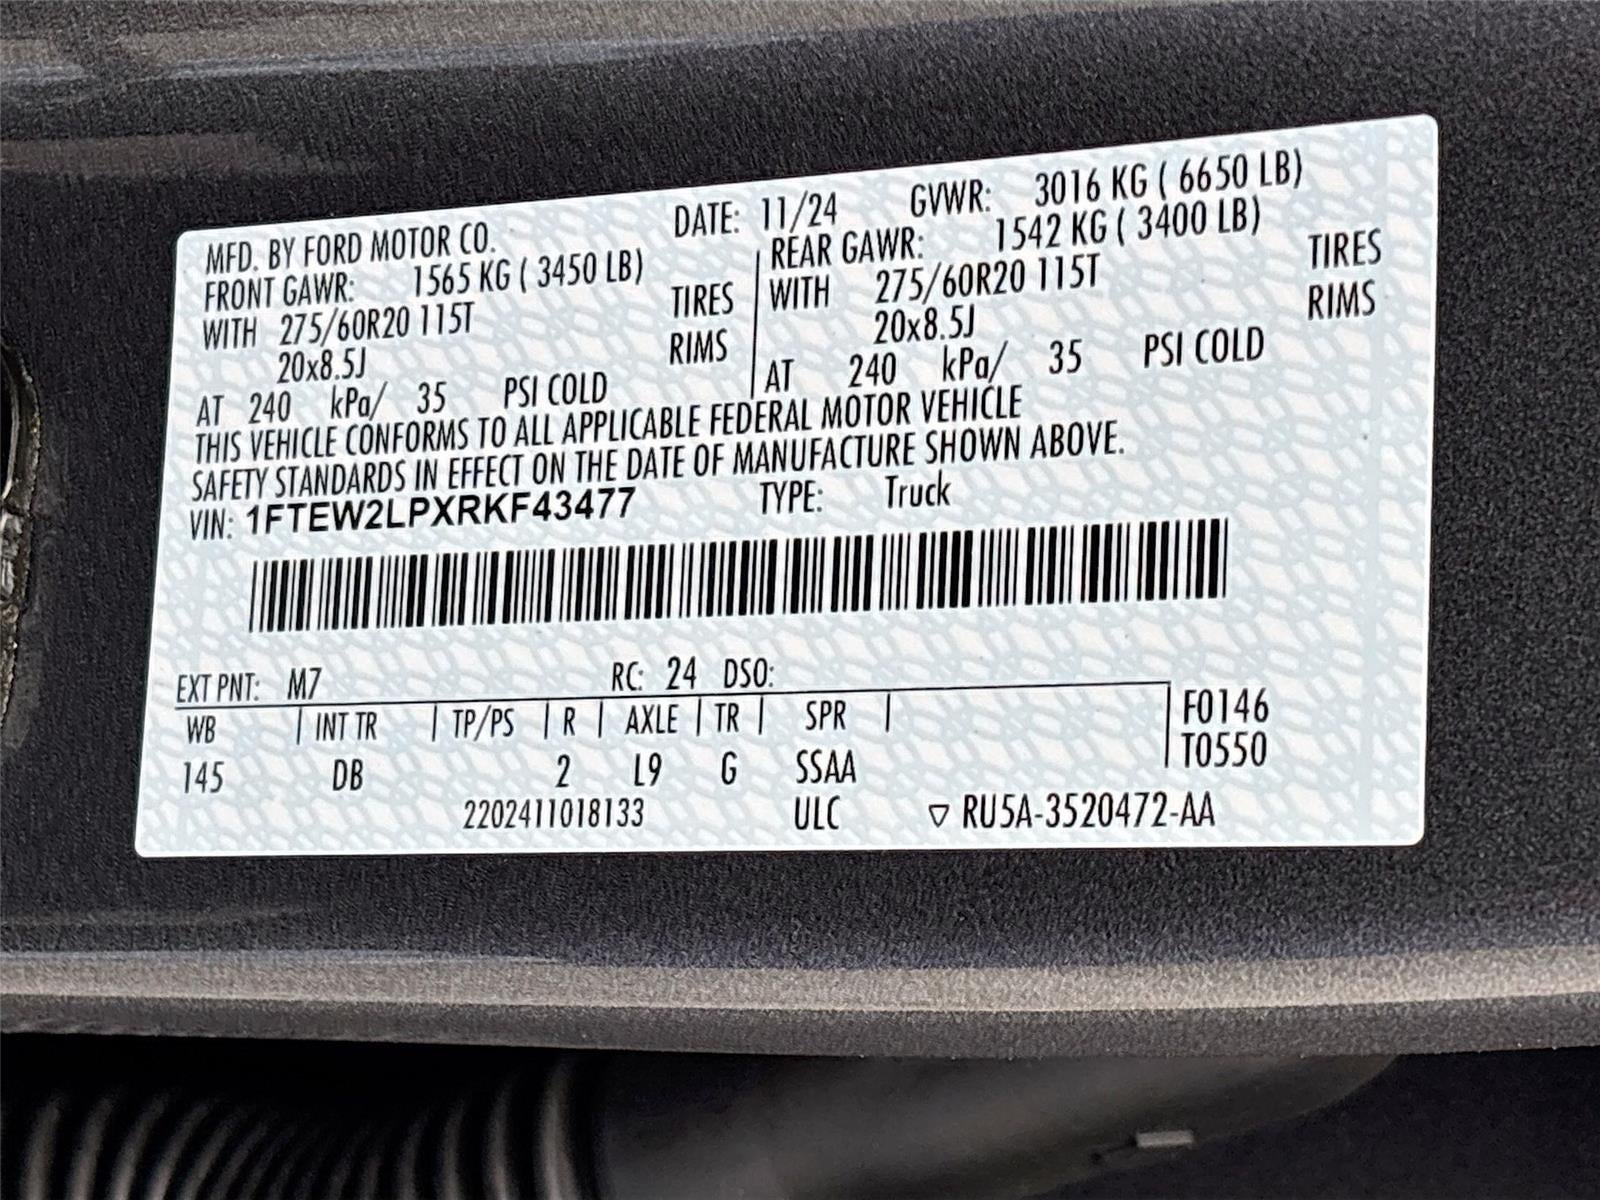 MFD. BY FORD MOTOR CO. DATE: 11/24 GVWR: 3016 KG ( 6650 LB)
FRONT GAWR: 1565 KG ( 3450 LB) REAR GAWR: 1542 KG ( 3400 LB)
WITH 275/60R20 115T TIRES WITH 275/60R20 115T TIRES
20x8.5J RIMS 20x8.5J RIMS
AT 240 kPa/ 35 PSI COLD AT 240 kPa/ 35 PSI COLD
THIS VEHICLE CONFORMS TO ALL APPLICABLE FEDERAL MOTOR VEHICLE
SAFETY STANDARDS IN EFFECT ON THE DATE OF MANUFACTURE SHOWN ABOVE.
VIN: 1FTEW2LPXRKF43477 TYPE: Truck
EXT PNT: M7 RC: 24 DSO:
WB INT TR TP/PS R AXLE TR SPR F0146
T0550
145 DB 2 L9 G SSAA
2202411018133 ULC ▽ RU5A-3520472-AA